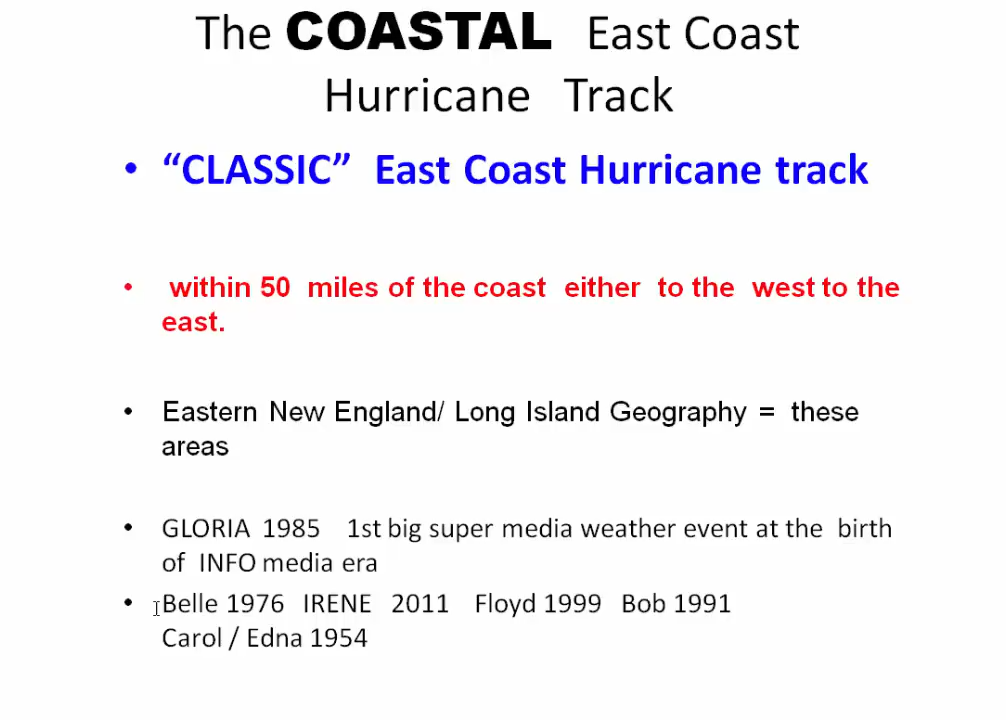 The COASTAL East Coast
Hurricane Track
• “CLASSIC” East Coast Hurricane track
• within 50 miles of the coast either to the west to the
east.
• Eastern New England/ Long Island Geography = these
areas
• GLORIA 1985 1st big super media weather event at the birth
of INFO media era
• Belle 1976 IRENE 2011 Floyd 1999 Bob 1991
Carol / Edna 1954